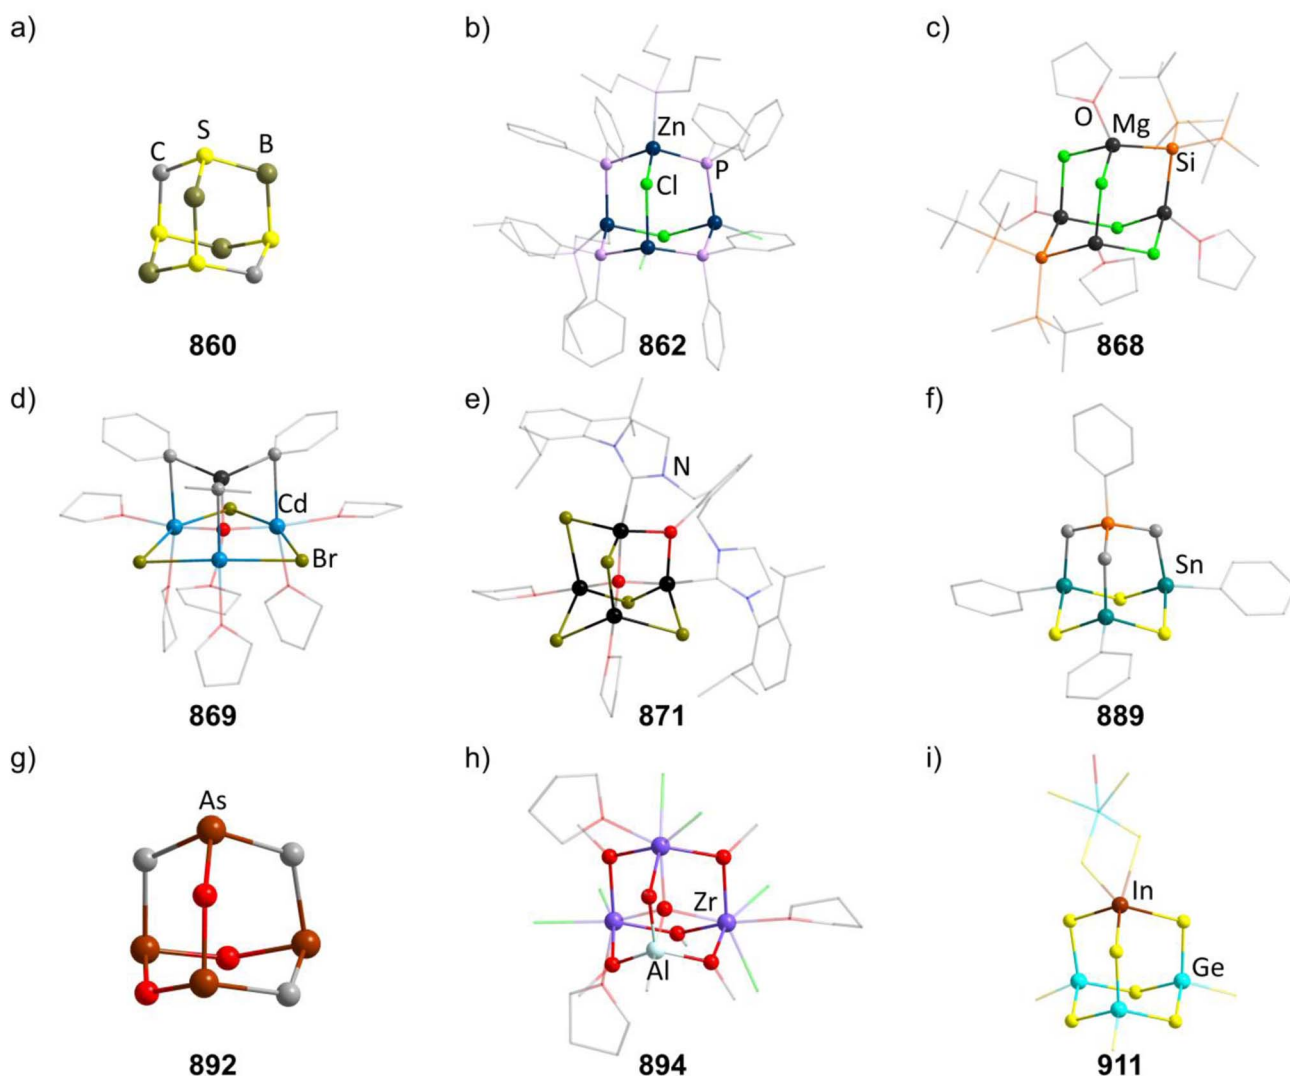 a)
C
S
B
860
b)
Zn
P
Cl
862
c)
O
Mg
Si
868
d)
Cd
Br
869
e)
N
871
f)
Sn
889
g)
As
892
h)
Zr
Al
894
i)
In
Ge
911